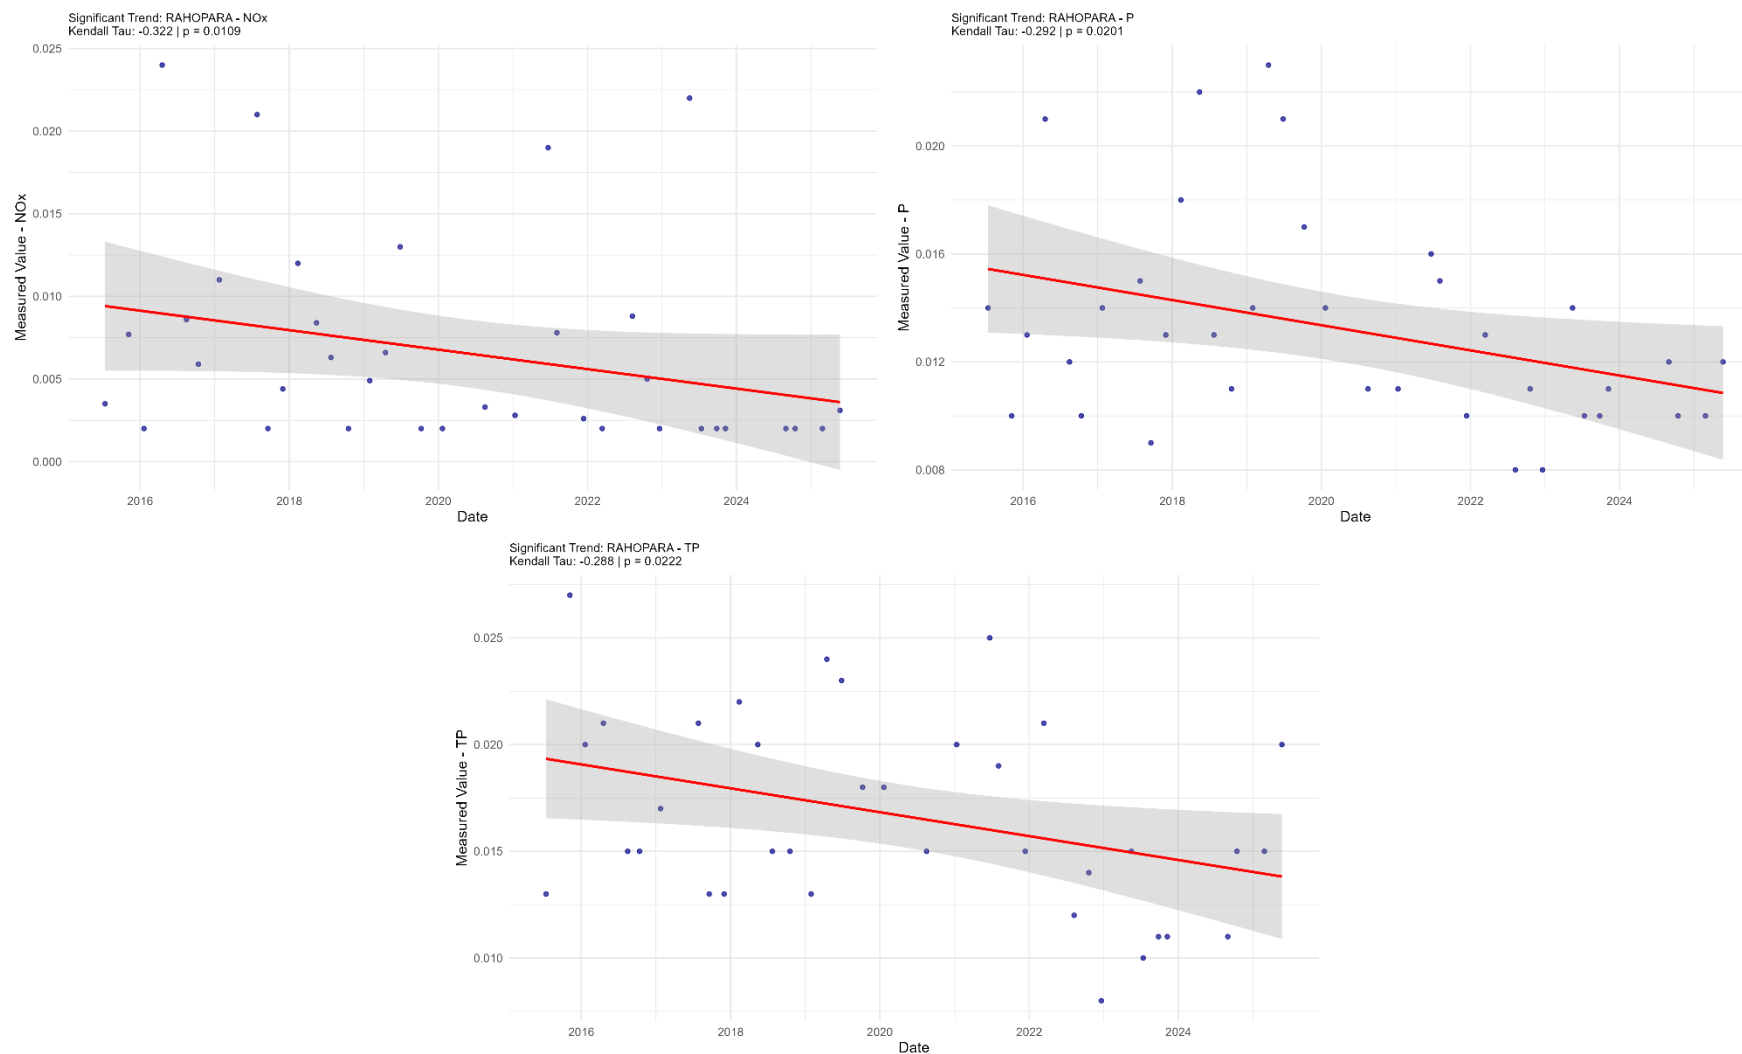 Significant Trend: RAHOPARA - NOx
Kendall Tau: -0.322 | p = 0.0109
0.025
0.020
0.015
0.010
0.005
0.000
Measured Value - NOx
2016 2018 2020 2022 2024
Date
Significant Trend: RAHOPARA - P
Kendall Tau: -0.292 | p = 0.0201
0.020
0.016
0.012
0.008
Measured Value - P
2016 2018 2020 2022 2024
Date
Significant Trend: RAHOPARA - TP
Kendall Tau: -0.288 | p = 0.0222
0.025
0.020
0.015
0.010
Measured Value - TP
2016 2018 2020 2022 2024
Date